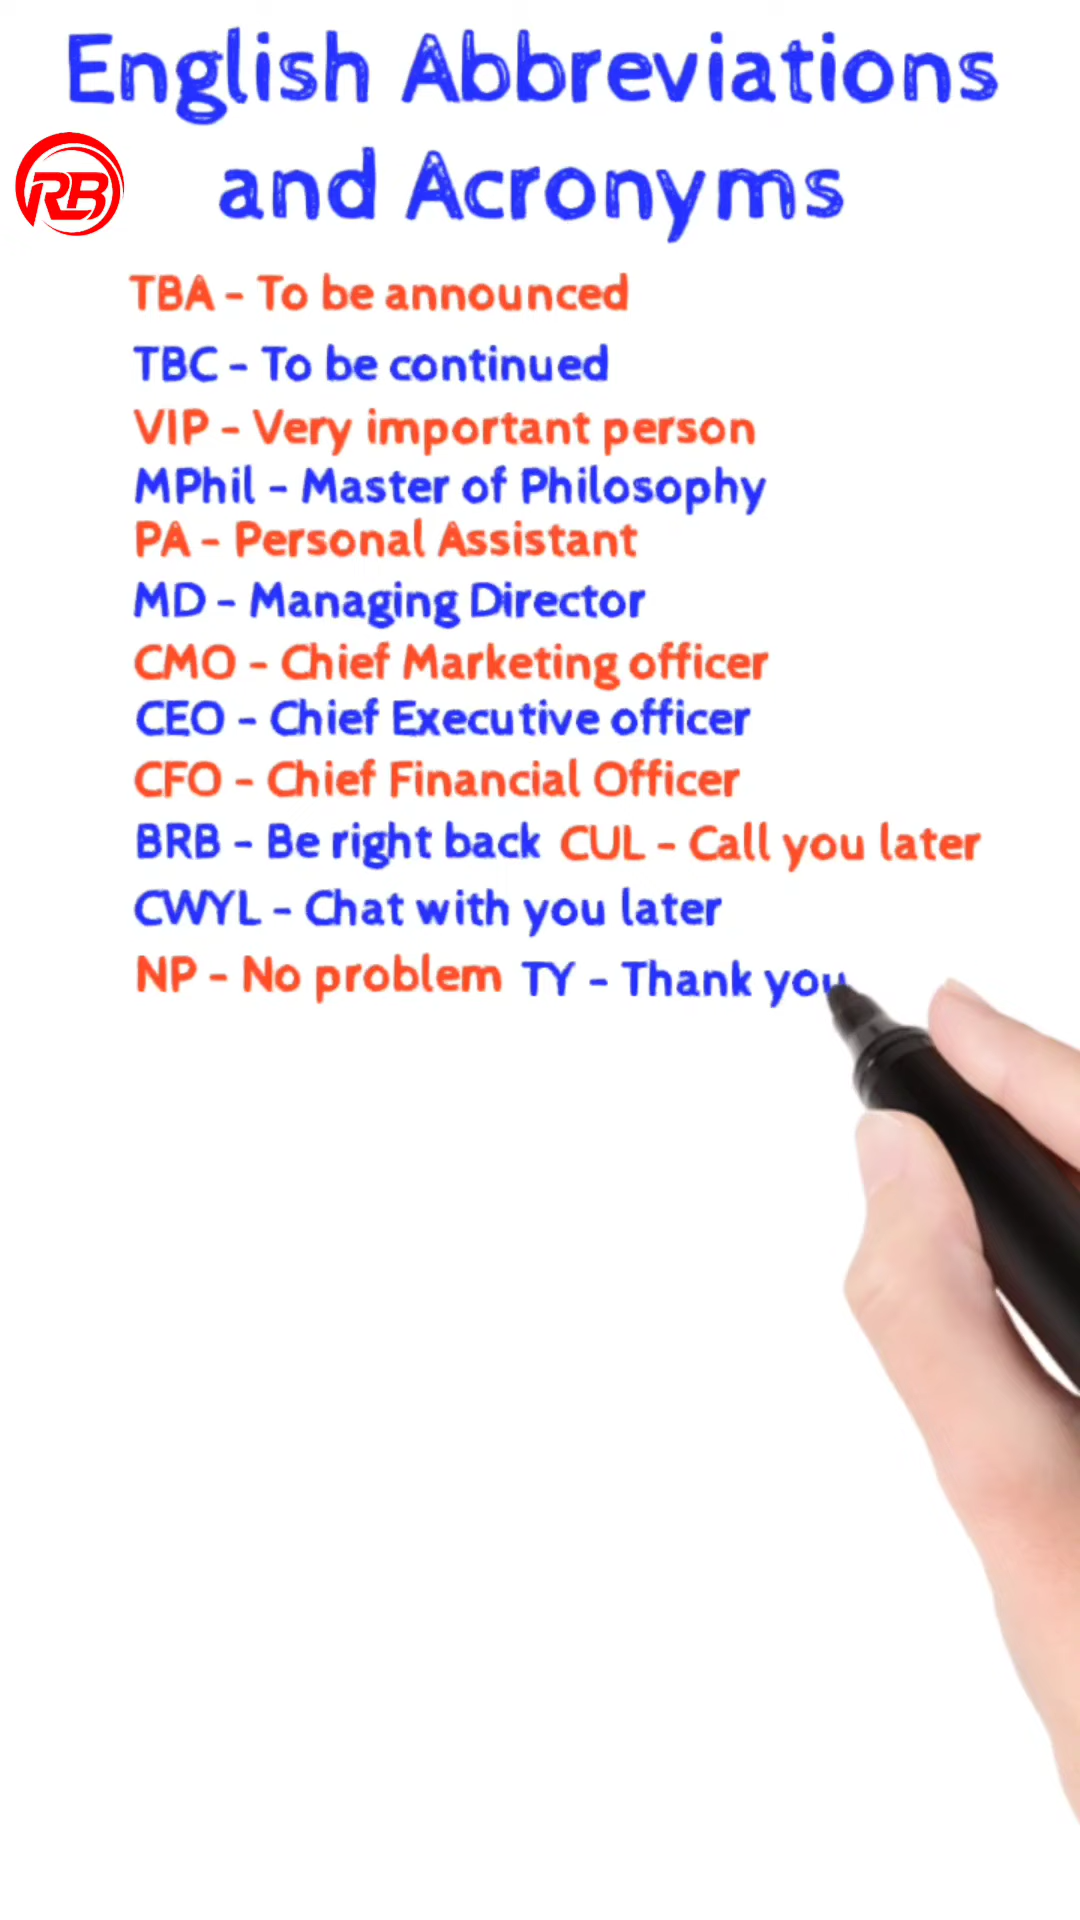 English Abbreviations
and Acronyms
RB
TBA - To be announced
TBC - To be continued
VIP - Very important person
MPhil - Master of Philosophy
PA - Personal Assistant
MD - Managing Director
CMO - Chief Marketing officer
CEO - Chief Executive officer
CFO - Chief Financial Officer
BRB - Be right back CUL - Call you later
CWYL - Chat with you later
NP - No problem TY - Thank you